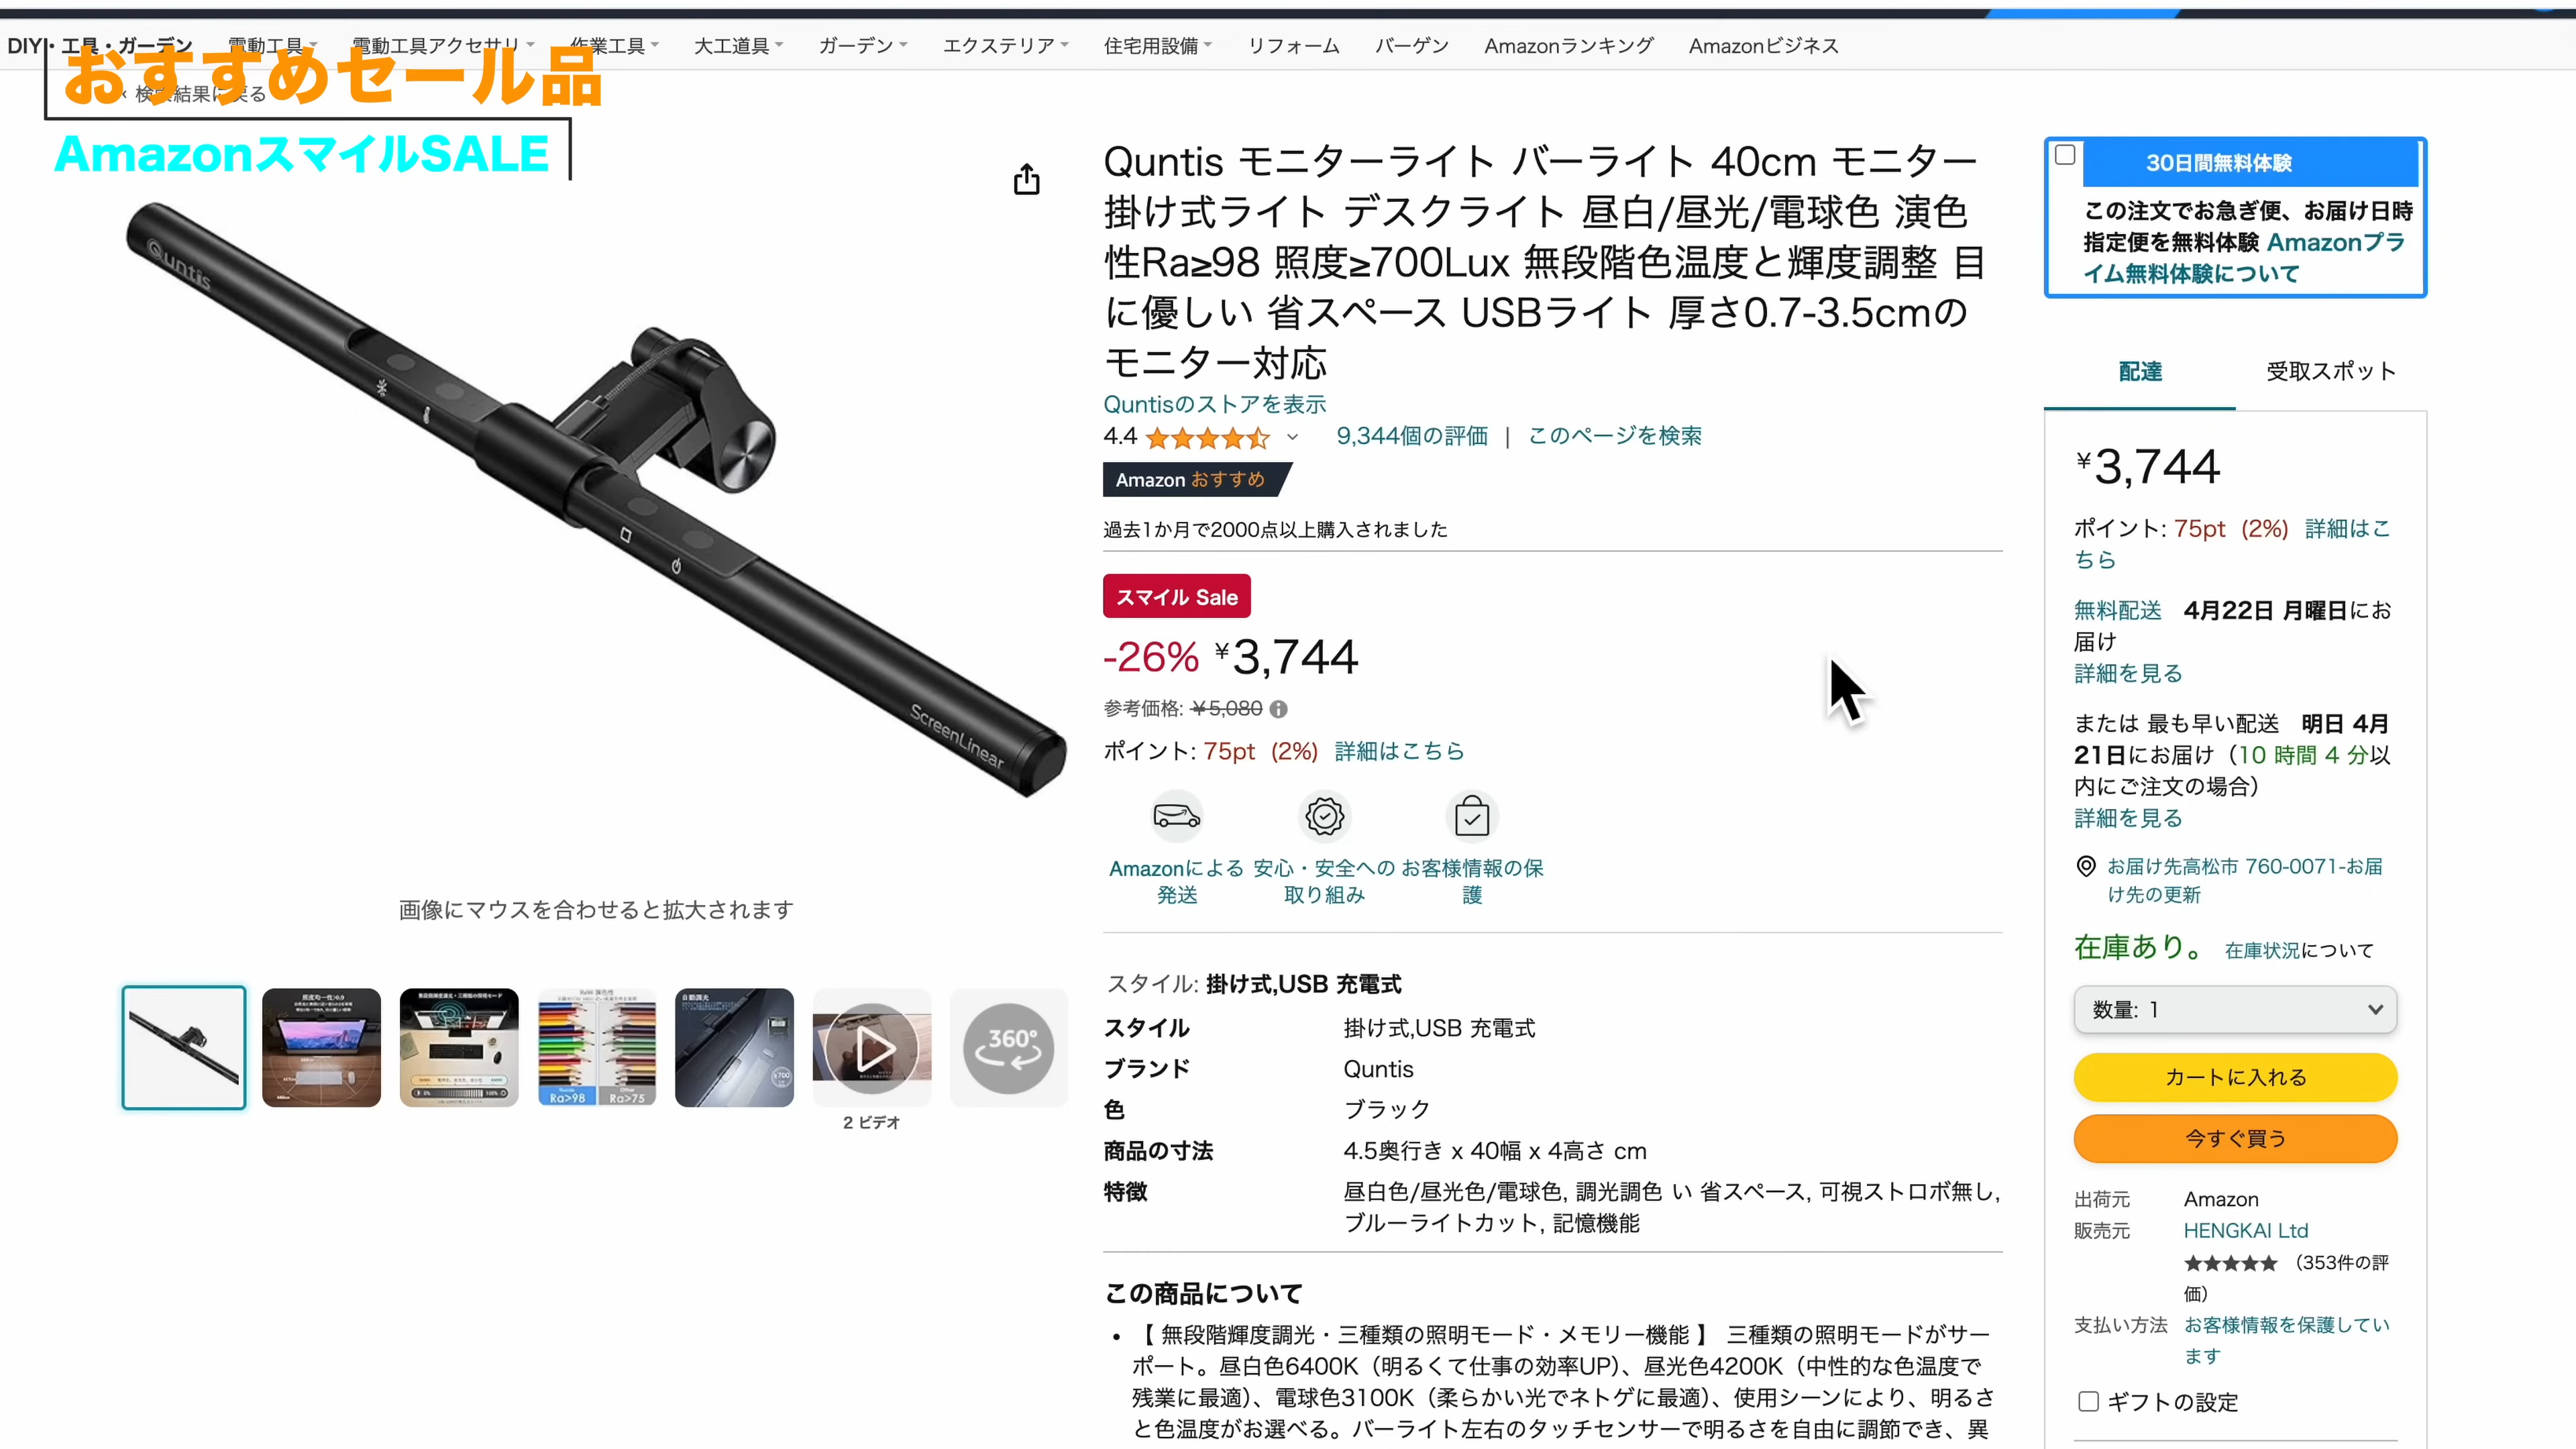 DIY・工具・ガーデン 電動工具 電動工具アクセサリ 作業工具 大工道具 ガーデン エクステリア 住宅用設備 リフォーム バーゲン Amazonランキング Amazonビジネス
おすすめセール品
‹ 検索結果に戻る
AmazonスマイルSALE
Quntis
ScreenLinear
画像にマウスを合わせると拡大されます
Ra>98 Ra>75
自動調光
360°
2 ビデオ
Quntis モニターライト バーライト 40cm モニター
掛け式ライト デスクライト 昼白/昼光/電球色 演色
性Ra≥98 照度≥700Lux 無段階色温度と輝度調整 目
に優しい 省スペース USBライト 厚さ0.7-3.5cmの
モニター対応
Quntisのストアを表示
4.4 9,344個の評価 | このページを検索
Amazon おすすめ
過去1か月で2000点以上購入されました
スマイル Sale
-26% ¥3,744
参考価格: ¥5,080
ポイント: 75pt (2%) 詳細はこちら
Amazonによる 安心・安全への お客様情報の保
発送 取り組み 護
スタイル: 掛け式,USB 充電式
スタイル 掛け式,USB 充電式
ブランド Quntis
色 ブラック
商品の寸法 4.5奥行き x 40幅 x 4高さ cm
特徴 昼白色/昼光色/電球色, 調光調色 い 省スペース, 可視ストロボ無し,
ブルーライトカット, 記憶機能
この商品について
• 【 無段階輝度調光・三種類の照明モード・メモリー機能 】 三種類の照明モードがサー
ポート。昼白色6400K（明るくて仕事の効率UP）、昼光色4200K（中性的な色温度で
残業に最適）、電球色3100K（柔らかい光でネトゲに最適）、使用シーンにより、明るさ
と色温度がお選べる。バーライト左右のタッチセンサーで明るさを自由に調節でき、異
30日間無料体験
この注文でお急ぎ便、お届け日時
指定便を無料体験 Amazonプラ
イム無料体験について
配達 受取スポット
¥3,744
ポイント: 75pt (2%) 詳細はこ
ちら
無料配送 4月22日 月曜日にお
届け
詳細を見る
または 最も早い配送 明日 4月
21日にお届け（10 時間 4 分以
内にご注文の場合）
詳細を見る
お届け先高松市 760-0071-お届
け先の更新
在庫あり。 在庫状況について
数量: 1
カートに入れる
今すぐ買う
出荷元 Amazon
販売元 HENGKAI Ltd
★★★★★ （353件の評
価）
支払い方法 お客様情報を保護してい
ます
ギフトの設定